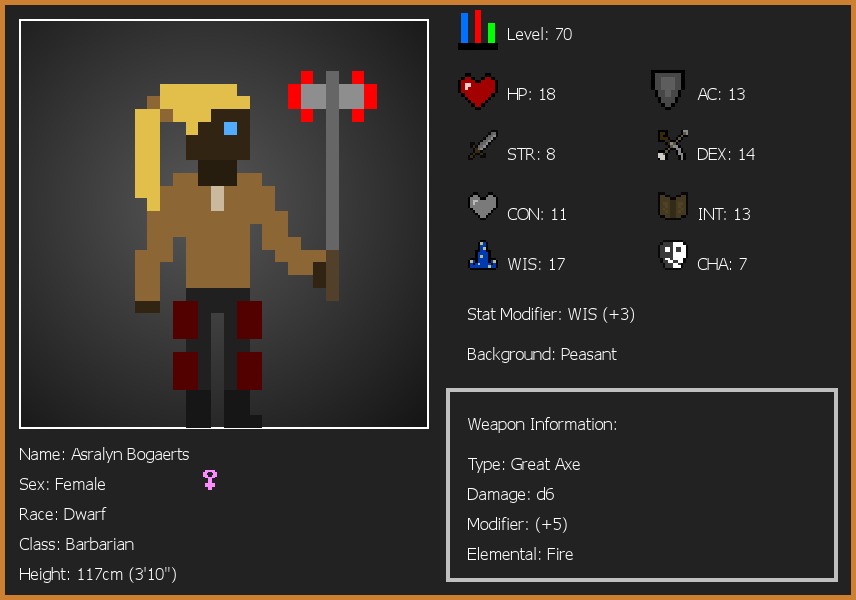 Level: 70
HP: 18
AC: 13
STR: 8
DEX: 14
CON: 11
INT: 13
WIS: 17
CHA: 7
Stat Modifier: WIS (+3)
Background: Peasant
Weapon Information:
Type: Great Axe
Damage: d6
Modifier: (+5)
Elemental: Fire
Name: Asralyn Bogaerts
Sex: Female
Race: Dwarf
Class: Barbarian
Height: 117cm (3'10")